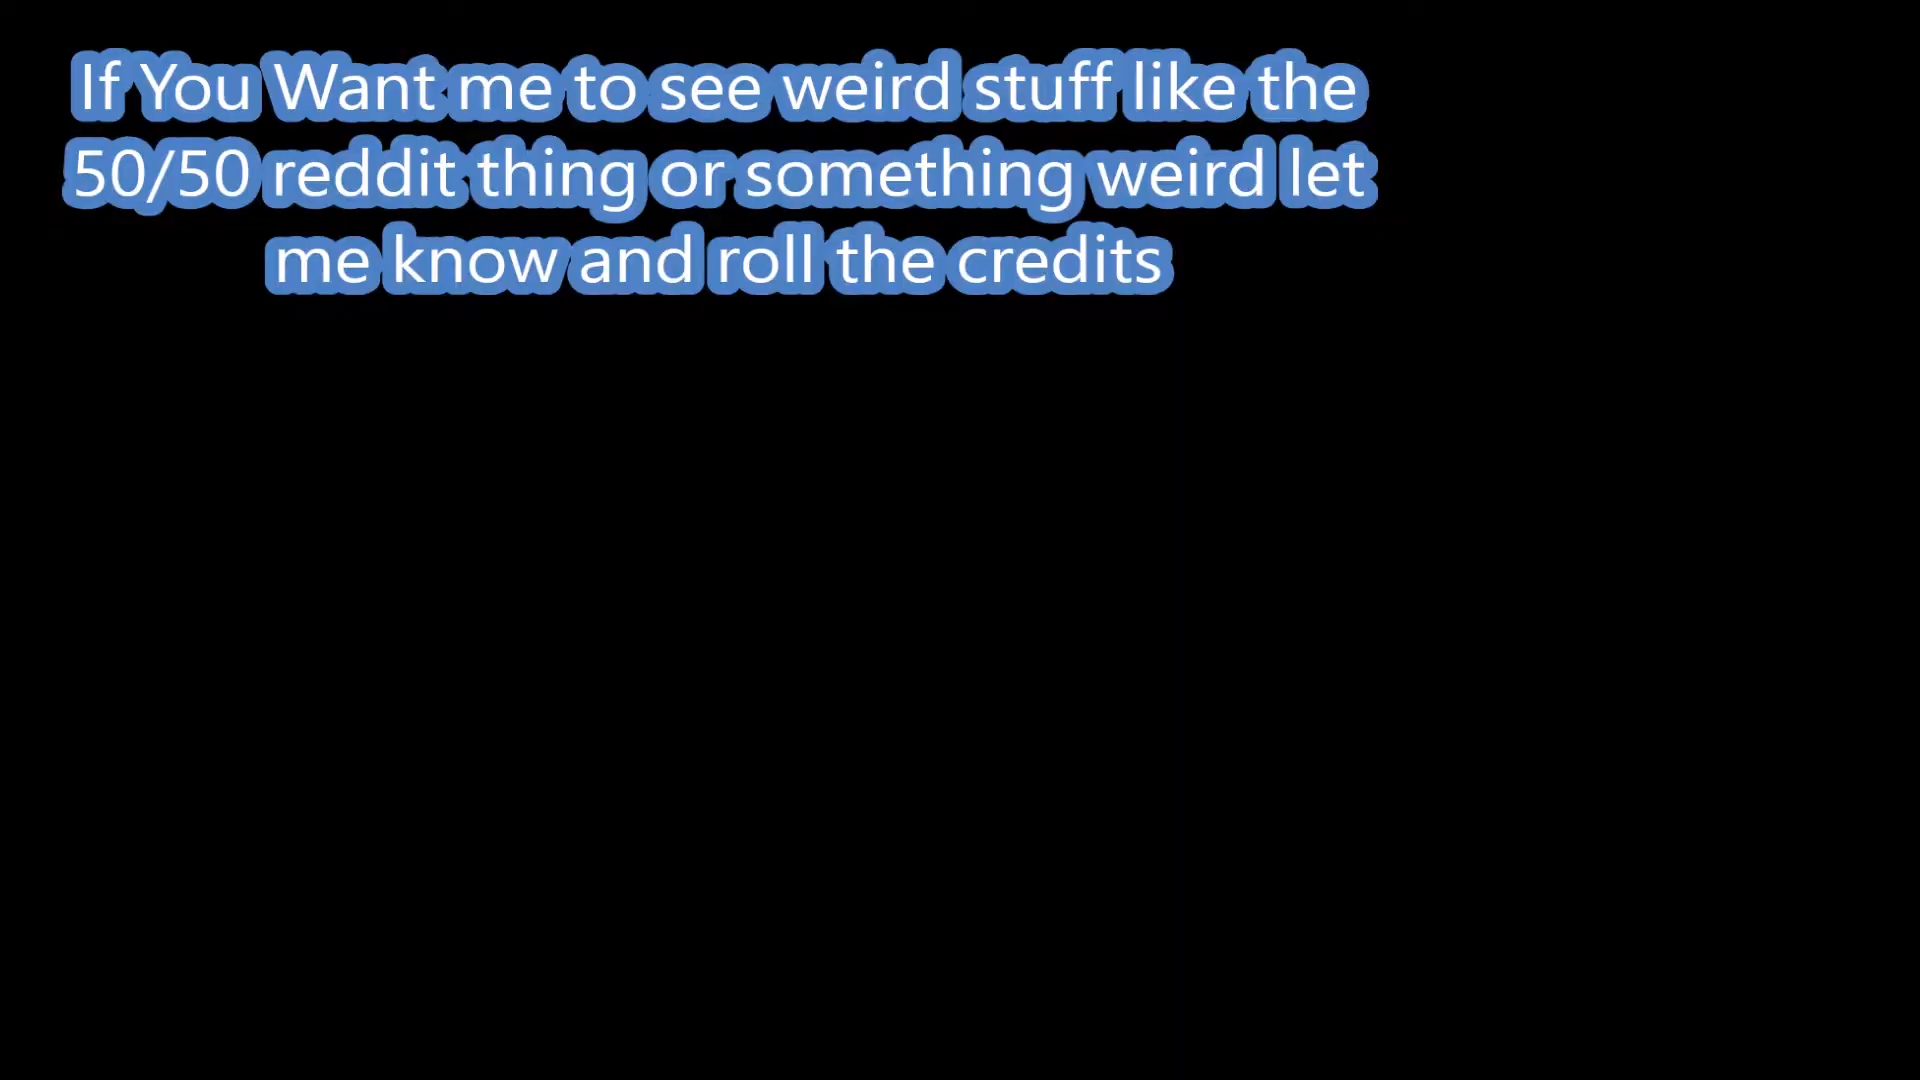 If You Want me to see weird stuff like the
50/50 reddit thing or something weird let
me know and roll the credits